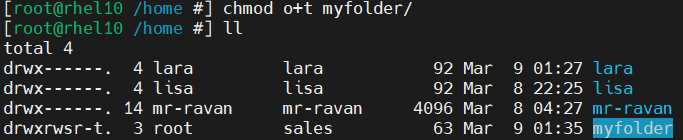 [root@rhel10 /home #] chmod o+t myfolder/
[root@rhel10 /home #] ll
total 4
drwx------. 4 lara lara 92 Mar 9 01:27 lara
drwx------. 4 lisa lisa 92 Mar 8 22:25 lisa
drwx------. 14 mr-ravan mr-ravan 4096 Mar 8 04:27 mr-ravan
drwxrwsr-t. 3 root sales 63 Mar 9 01:35 myfolder